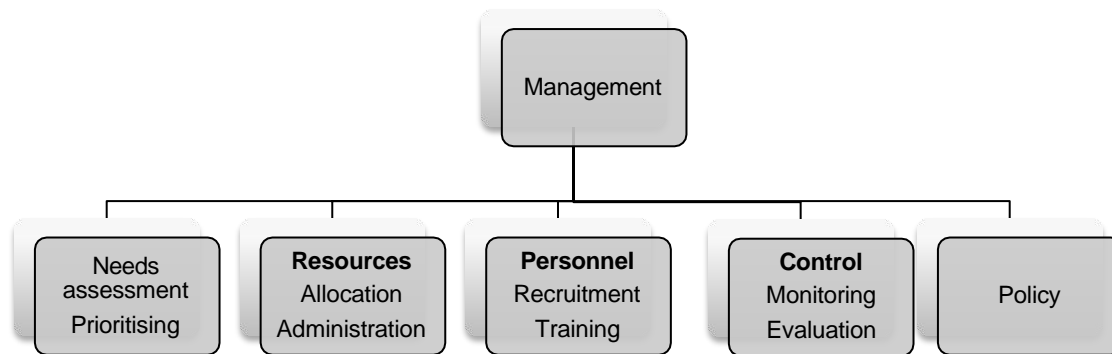 Management
Needs
assessment
Prioritising
Resources
Allocation
Administration
Personnel
Recruitment
Training
Control
Monitoring
Evaluation
Policy